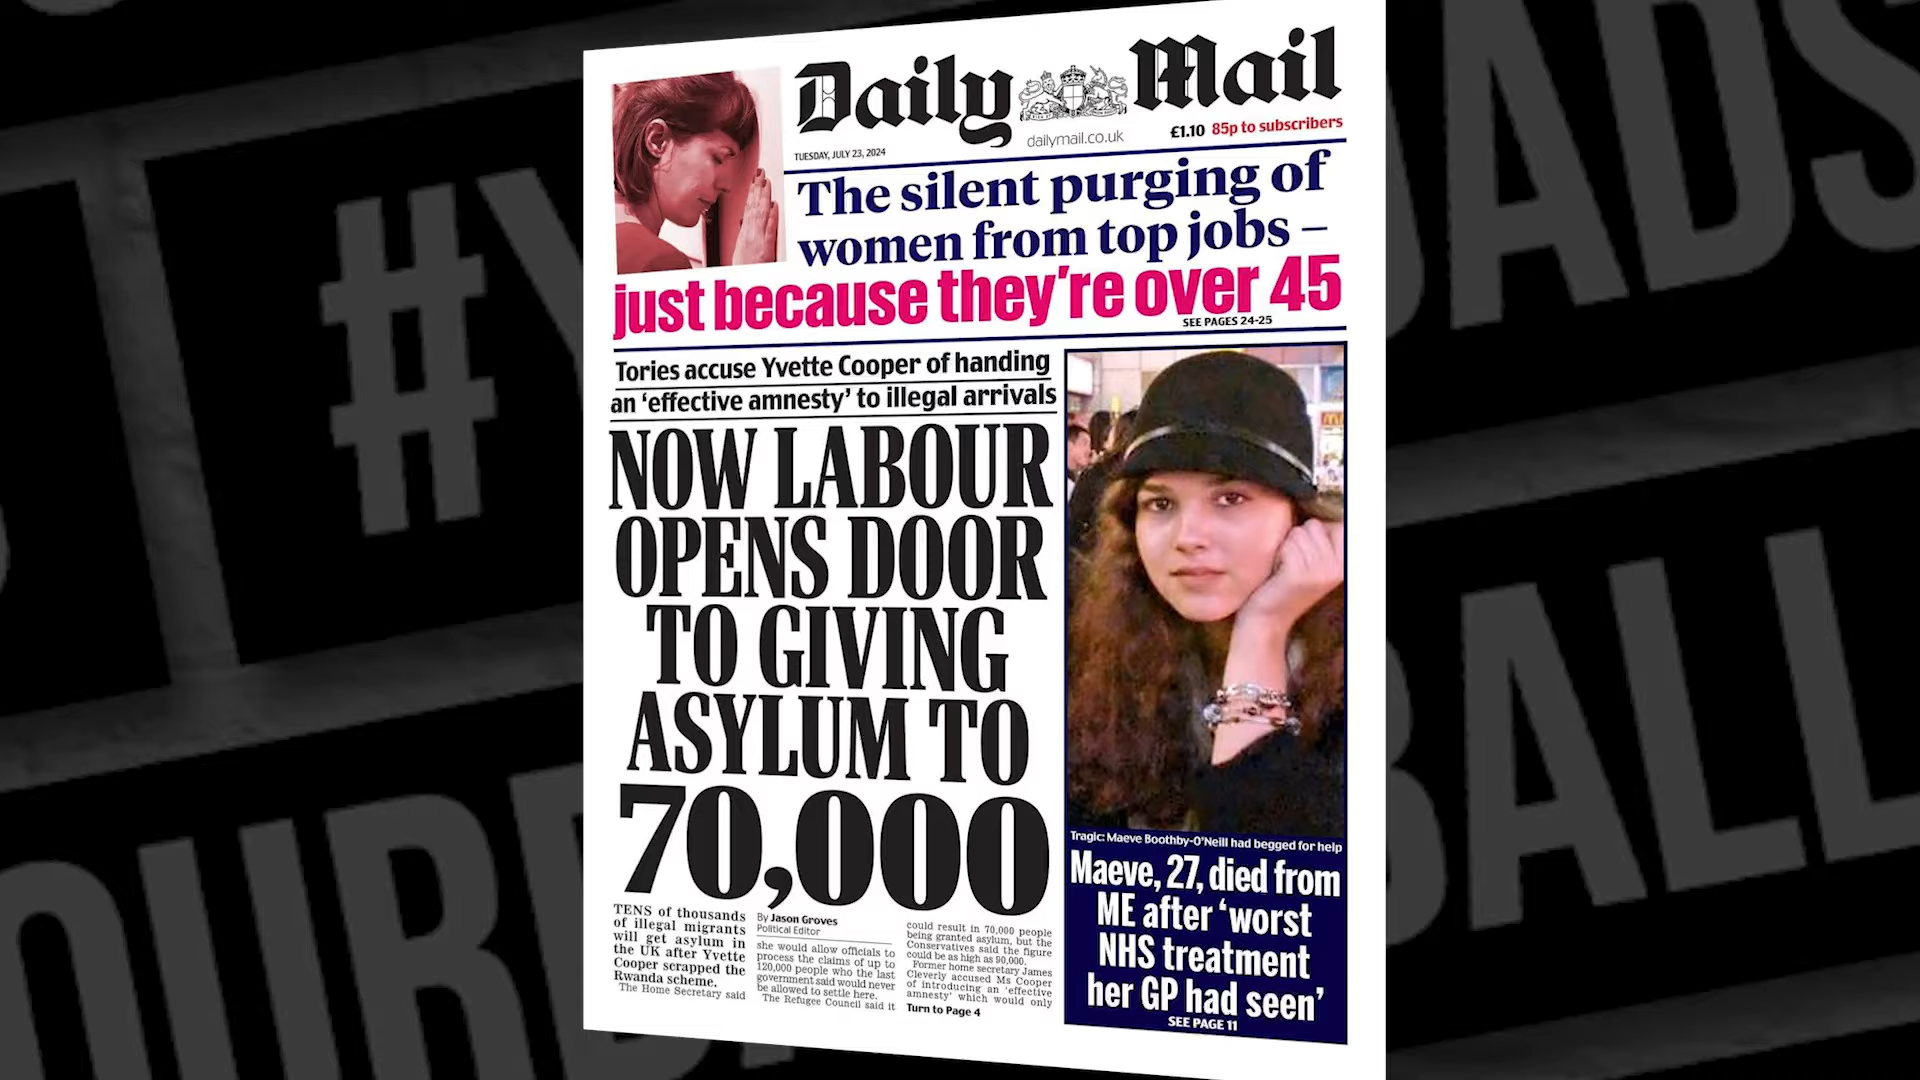 Daily Mail
dailymail.co.uk
£1.10 85p to subscribers
TUESDAY, JULY 23, 2024
The silent purging of
women from top jobs –
just because they're over 45
SEE PAGES 24-25
Tories accuse Yvette Cooper of handing
an 'effective amnesty' to illegal arrivals
NOW LABOUR
OPENS DOOR
TO GIVING
ASYLUM TO
70,000
TENS of thousands
of illegal migrants
will get asylum in
the UK after Yvette
Cooper scrapped the
Rwanda scheme.
The Home Secretary said
By Jason Groves
Political Editor
she would allow officials to
process the claims of up to
120,000 people who the last
government said would never
be allowed to settle here.
The Refugee Council said it
could result in 70,000 people
being granted asylum, but the
Conservatives said the figure
could be as high as 90,000.
Former home secretary James
Cleverly accused Ms Cooper
of introducing an 'effective
amnesty' which would only
Turn to Page 4
Tragic: Maeve Boothby-O'Neill had begged for help
Maeve, 27, died from
ME after 'worst
NHS treatment
her GP had seen'
SEE PAGE 11